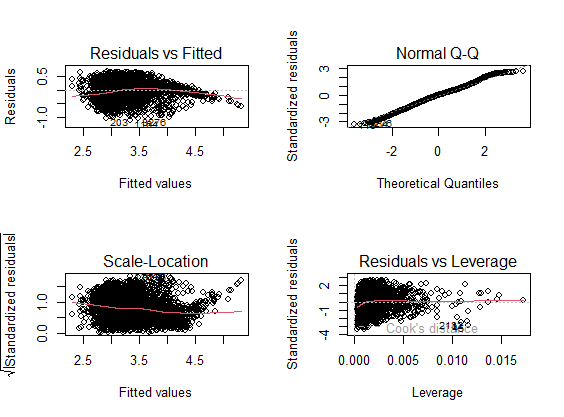 Residuals vs Fitted
Residuals
-1.0
0.5
2.5
3.5
4.5
Fitted values
203
Normal Q-Q
Standardized residuals
-3
0
3
-2
0
2
Theoretical Quantiles
Scale-Location
√|Standardized residuals|
0.0
1.0
2.5
3.5
4.5
Fitted values
Residuals vs Leverage
Standardized residuals
-4
2
Cook's distance
0.000
0.005
0.010
0.015
Leverage